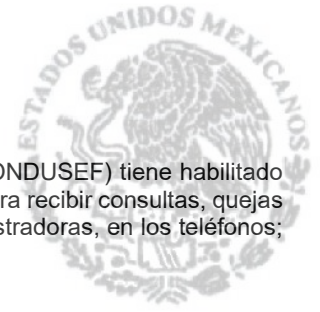 ESTADOS UNIDOS MEXICANOS
ONDUSEF) tiene habilitado
ra recibir consultas, quejas
stradoras, en los teléfonos;